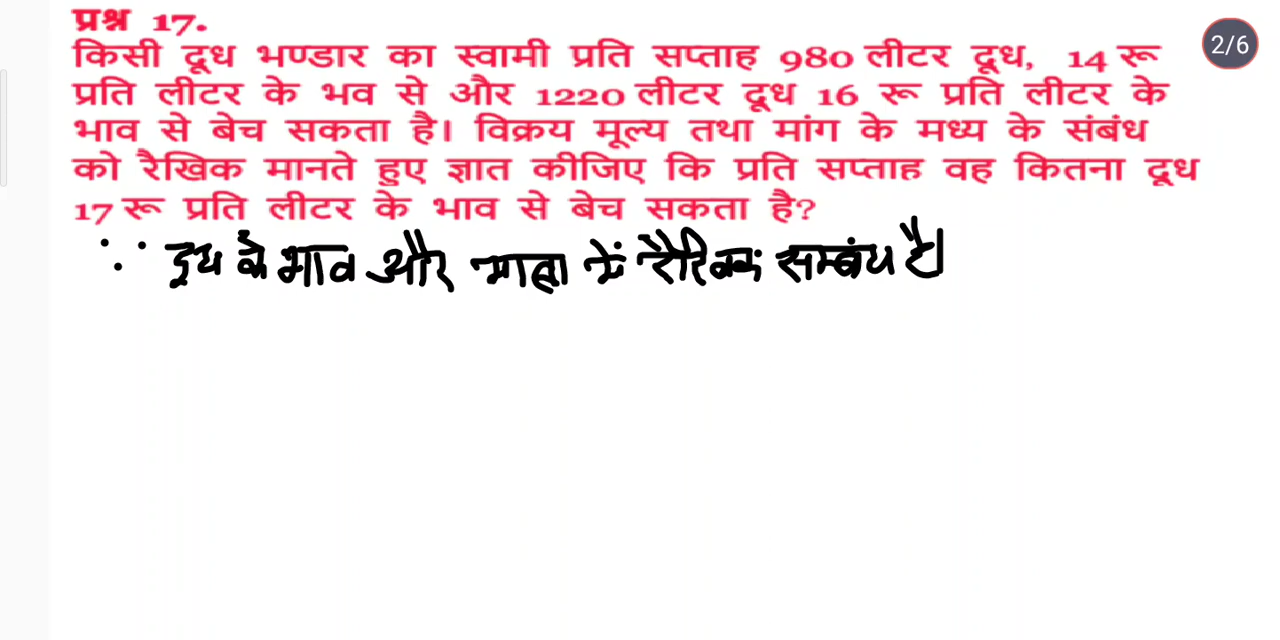 प्रश्न 17.
किसी दूध भण्डार का स्वामी प्रति सप्ताह 980 लीटर दूध, 14 रू
प्रति लीटर के भव से और 1220 लीटर दूध 16 रू प्रति लीटर के
भाव से बेच सकता है। विक्रय मूल्य तथा मांग के मध्य के संबंध
को रैखिक मानते हुए ज्ञात कीजिए कि प्रति सप्ताह वह कितना दूध
17 रू प्रति लीटर के भाव से बेच सकता है?
∵ दूध के भाव और में रैखिक सम्बंध है।
2/6